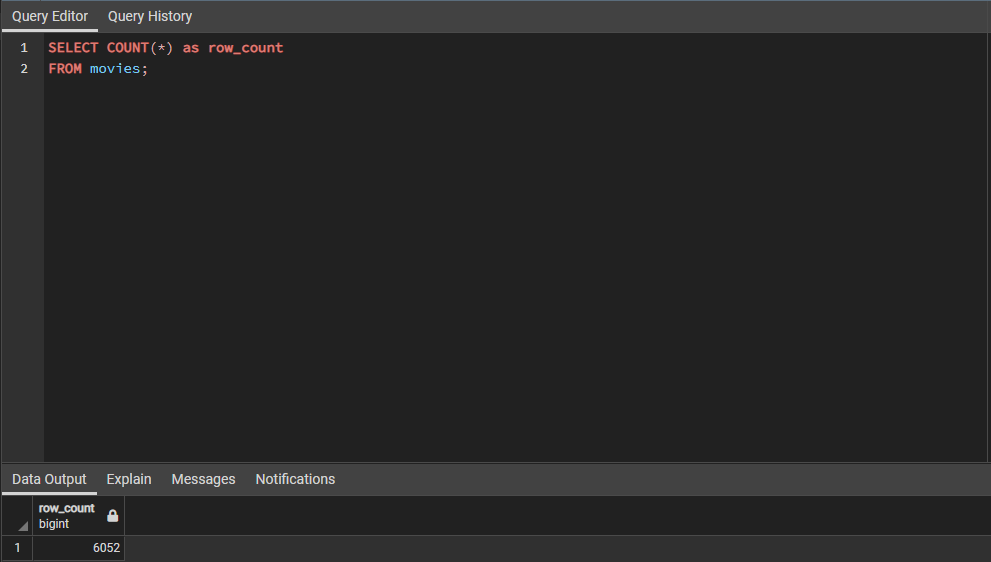 Query Editor Query History
1 SELECT COUNT(*) as row_count
2 FROM movies;
Data Output Explain Messages Notifications
row_count
bigint
1 6052